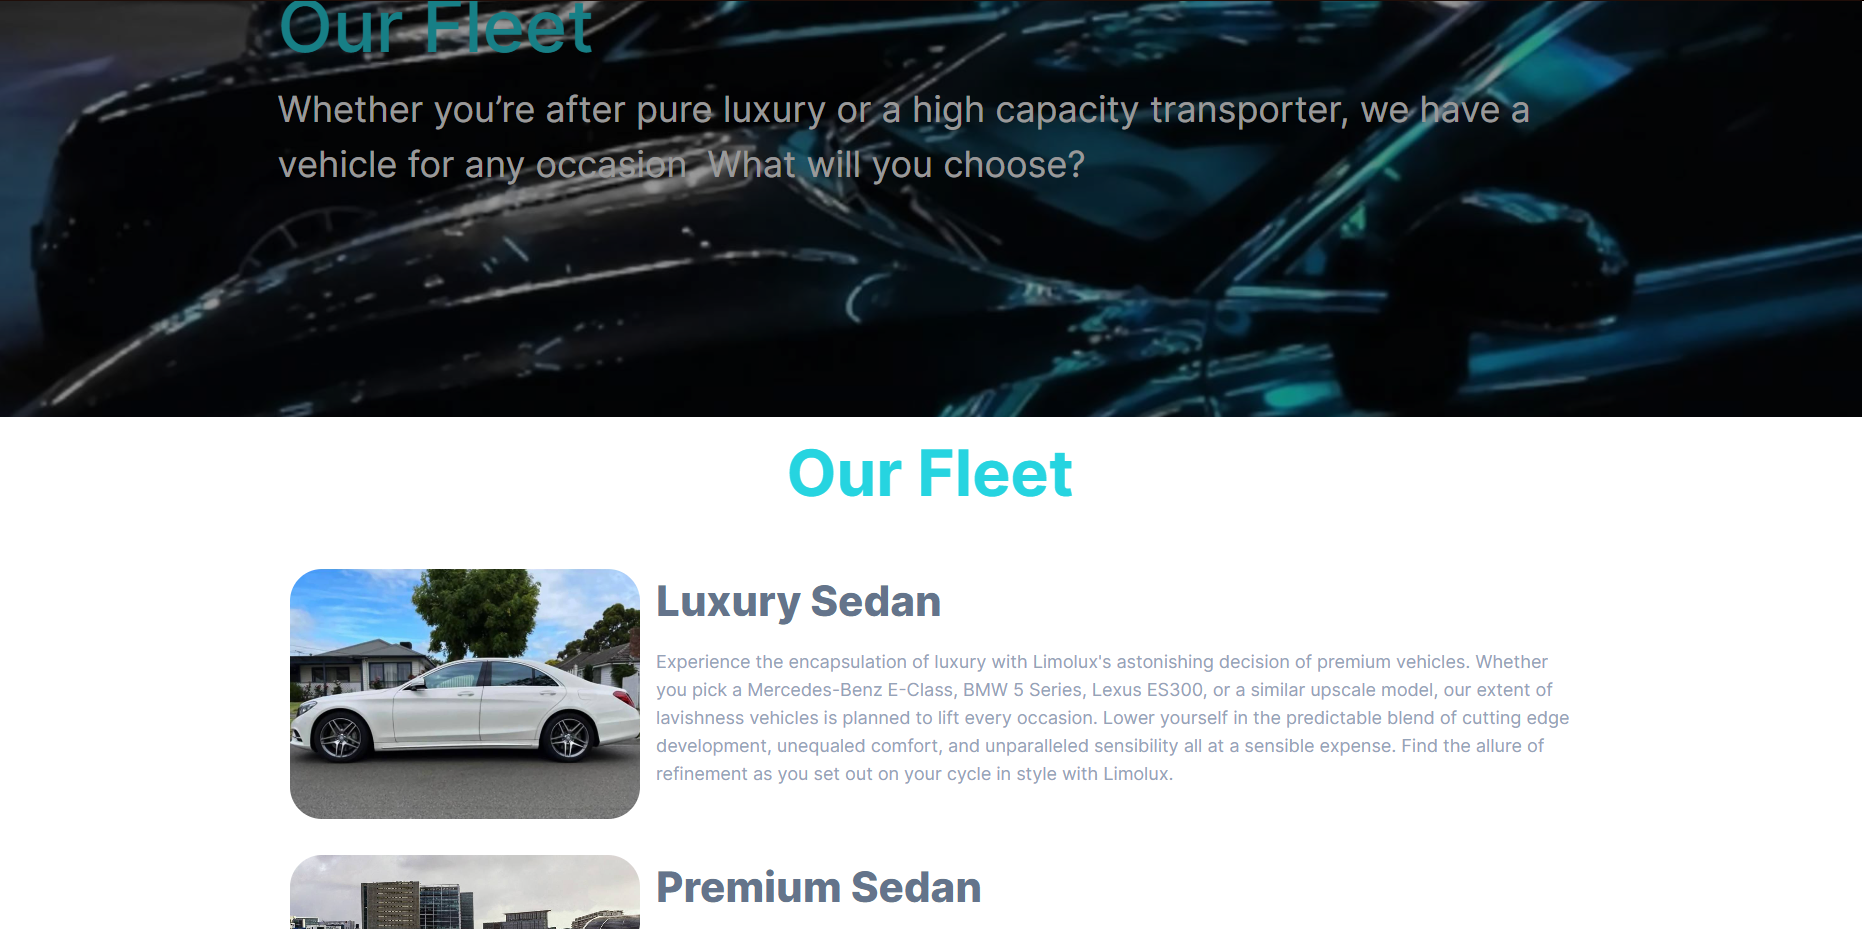 Our Fleet
Whether you’re after pure luxury or a high capacity transporter, we have a
vehicle for any occasion. What will you choose?
Our Fleet
Luxury Sedan
Experience the encapsulation of luxury with Limolux's astonishing decision of premium vehicles. Whether
you pick a Mercedes-Benz E-Class, BMW 5 Series, Lexus ES300, or a similar upscale model, our extent of
lavishness vehicles is planned to lift every occasion. Lower yourself in the predictable blend of cutting edge
development, unequaled comfort, and unparalleled sensibility all at a sensible expense. Find the allure of
refinement as you set out on your cycle in style with Limolux.
Premium Sedan